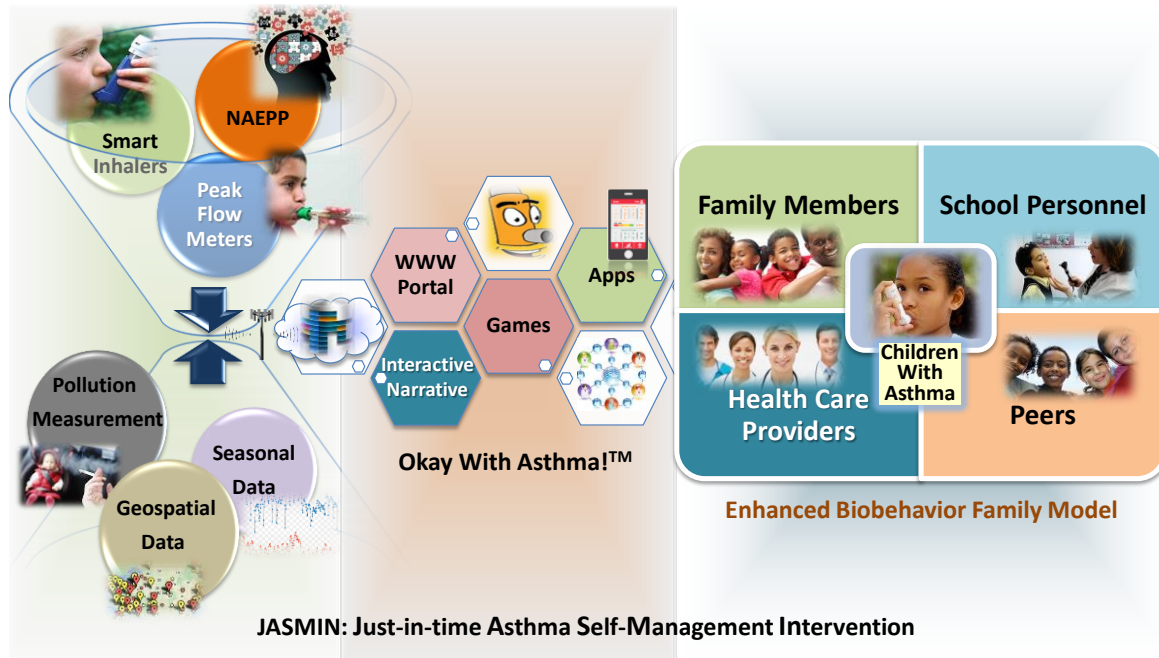 NAEPP
Smart
Inhalers
Peak
Flow
Meters
Pollution
Measurement
Seasonal
Data
Geospatial
Data
WWW
Portal
Interactive
Narrative
Games
Apps
Okay With Asthma!™
Family Members
School Personnel
Children
With
Asthma
Health Care
Providers
Peers
Enhanced Biobehavior Family Model
JASMIN: Just-in-time Asthma Self-Management Intervention